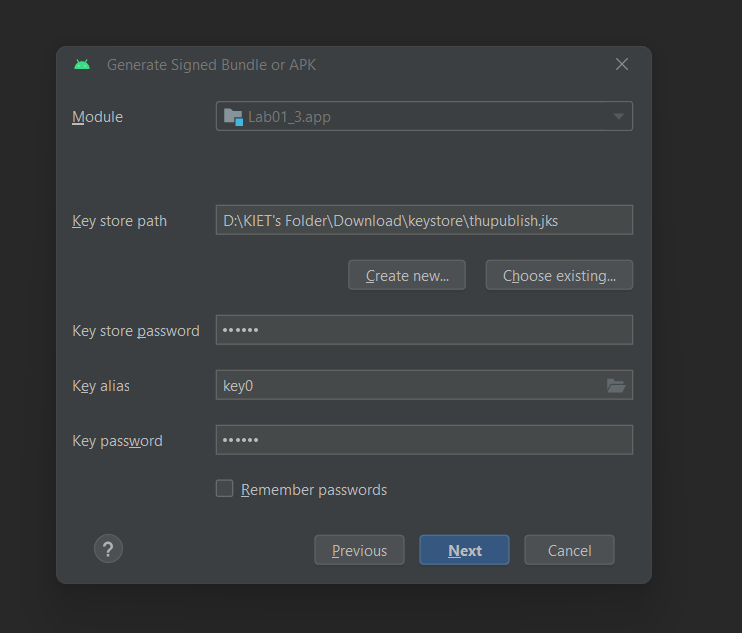 Generate Signed Bundle or APK
Module
Lab01_3.app
Key store path
D:\KIET's Folder\Download\keystore\thupublish.jks
Create new...
Choose existing...
Key store password
••••••
Key alias
key0
Key password
••••••
Remember passwords
?
Previous
Next
Cancel